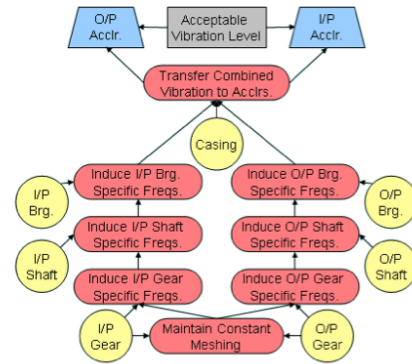 O/P
Acclr.
Acceptable
Vibration Level
I/P
Acclr.
Transfer Combined
Vibration to Acclrs.
Casing
I/P
Brg.
Induce I/P Brg.
Specific Freqs.
Induce O/P Brg.
Specific Freqs.
O/P
Brg.
I/P
Shaft
Induce I/P Shaft
Specific Freqs.
Induce O/P Shaft
Specific Freqs.
O/P
Shaft
Induce I/P Gear
Specific Freqs.
Induce O/P Gear
Specific Freqs.
I/P
Gear
Maintain Constant
Meshing
O/P
Gear